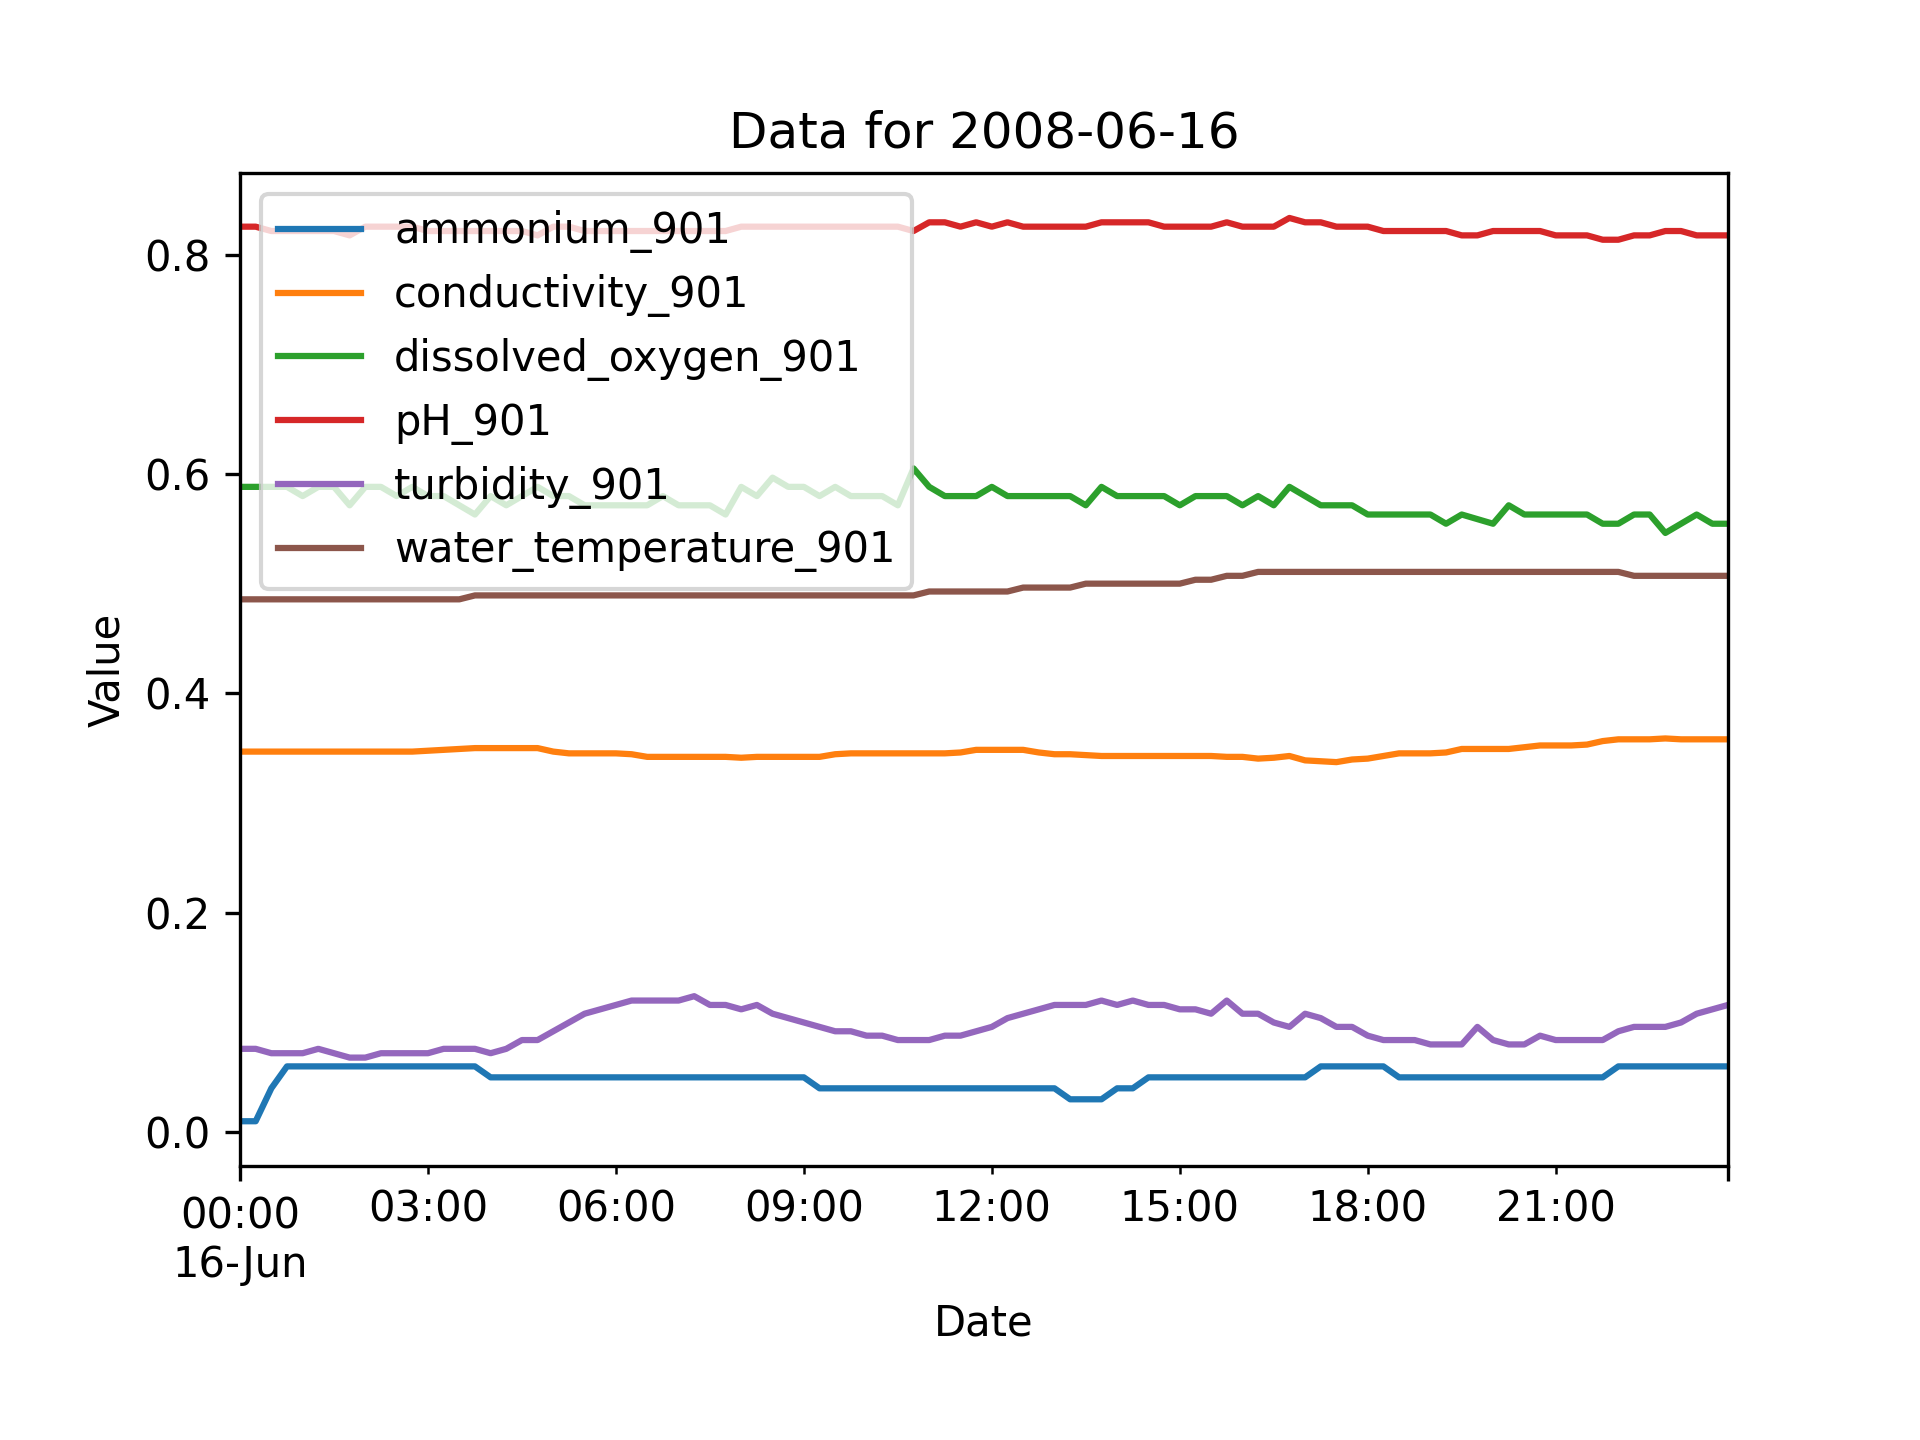 Data for 2008-06-16
ammonium_901
conductivity_901
dissolved_oxygen_901
pH_901
turbidity_901
water_temperature_901
Value
0.8
0.6
0.4
0.2
0.0
00:00 03:00 06:00 09:00 12:00 15:00 18:00 21:00
16-Jun
Date